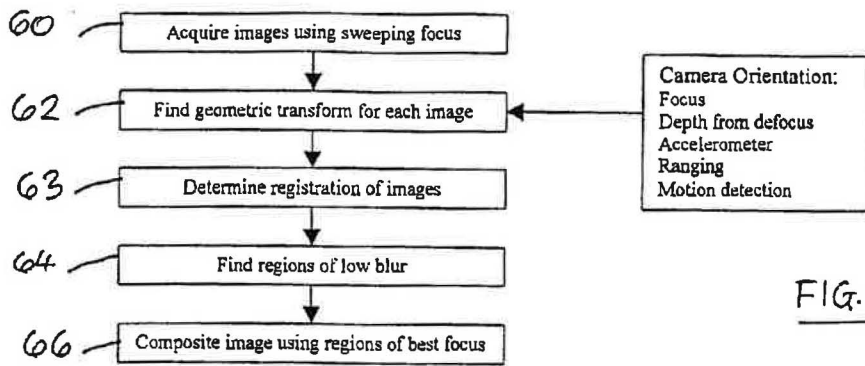 60 Acquire images using sweeping focus
62 Find geometric transform for each image
63 Determine registration of images
64 Find regions of low blur
66 Composite image using regions of best focus
Camera Orientation:
Focus
Depth from defocus
Accelerometer
Ranging
Motion detection
FIG.